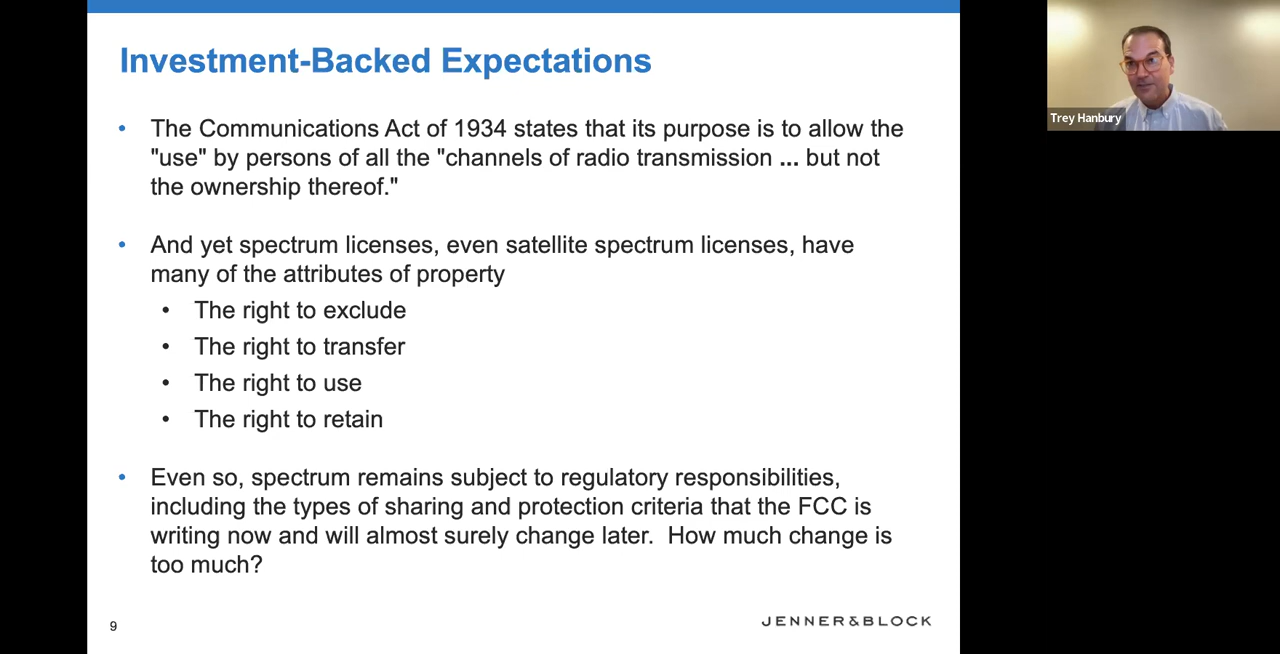 Investment-Backed Expectations
• The Communications Act of 1934 states that its purpose is to allow the
"use" by persons of all the "channels of radio transmission ... but not
the ownership thereof."
• And yet spectrum licenses, even satellite spectrum licenses, have
many of the attributes of property
• The right to exclude
• The right to transfer
• The right to use
• The right to retain
• Even so, spectrum remains subject to regulatory responsibilities,
including the types of sharing and protection criteria that the FCC is
writing now and will almost surely change later.  How much change is
too much?
9
JENNER&BLOCK
Trey Hanbury